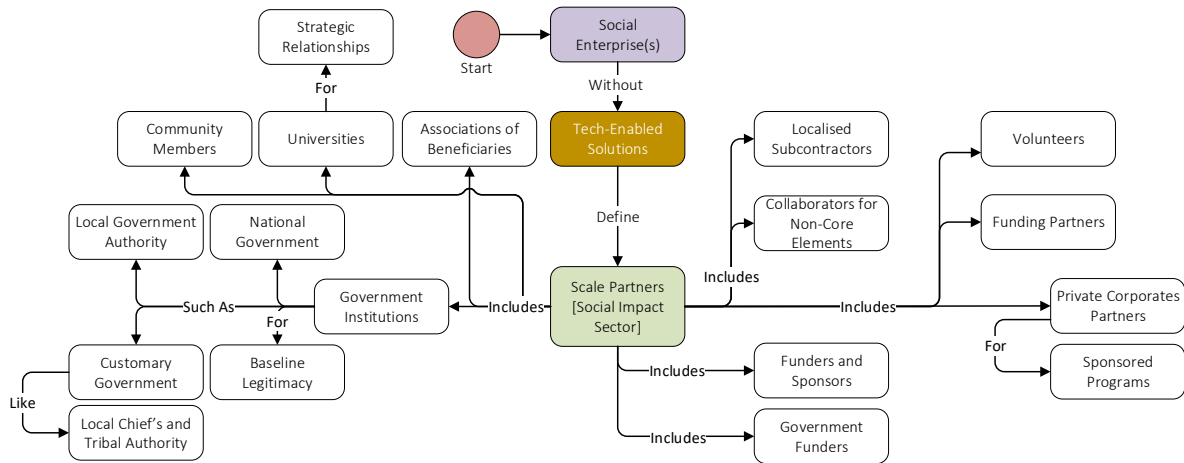 Strategic
Relationships
Social
Enterprise(s)
Start
For
Without
Community
Members
Universities
Associations of
Beneficiaries
Tech-Enabled
Solutions
Localised
Subcontractors
Volunteers
Local Government
Authority
National
Government
Define
Collaborators for
Non-Core
Elements
Funding Partners
Includes
Such As
Government
Institutions
Includes
Scale Partners
[Social Impact
Sector]
Includes
Private Corporates
Partners
For
For
Customary
Government
Baseline
Legitimacy
Includes
Funders and
Sponsors
Sponsored
Programs
Like
Local Chief's and
Tribal Authority
Includes
Government
Funders